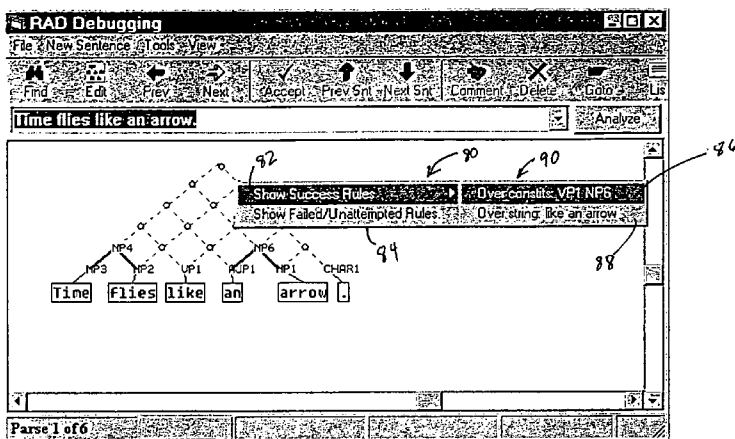 RAD Debugging
File New Sentence Tools View
Find Edit Prev Next Accept Prev Snt Next Snt Comment Delete Goto Lis
Time flies like an arrow. Analyze
82 80 90 86
Show Success Rules Over constits: VP1 NP6
Show Failed/Unattempted Rules Over string: like an arrow
84 88
NP4 NP6
NP3 NP2 VP1 AJP1 NP1 CHAR1
Time flies like an arrow .
Parse 1 of 6